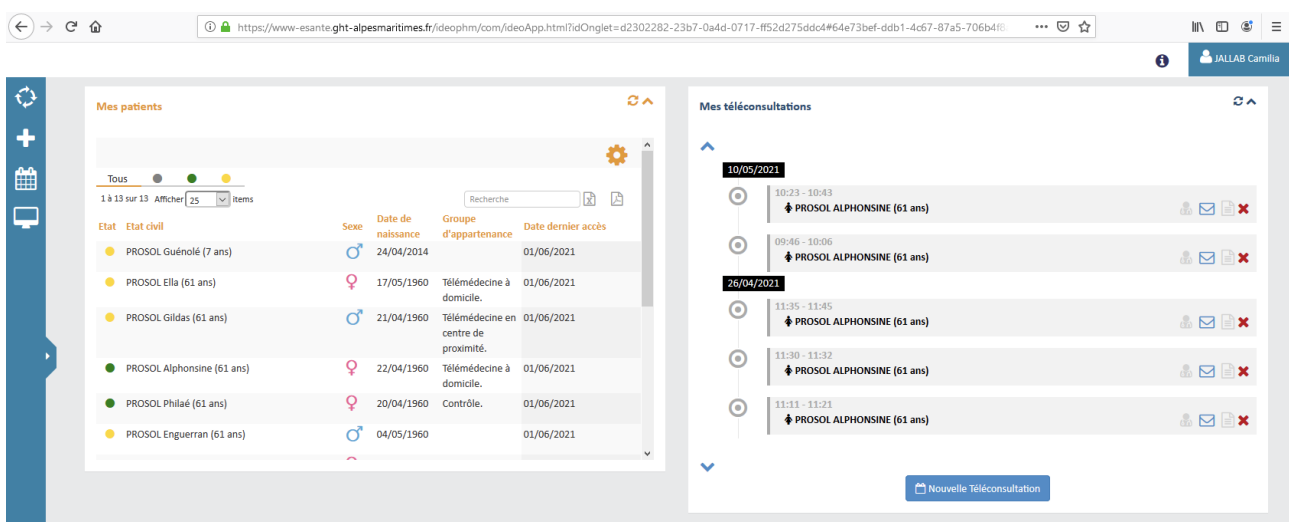 https://www-esante.ght-alpesmaritimes.fr/ideophm/com/ideoApp.html?idOnglet=d2302282-23b7-0a4d-0717-ff52d275ddc4#64e73bef-ddb1-4c67-87a5-706b4f8
JALLAB Camilia
Mes patients
Tous
1 à 13 sur 13 Afficher 25 items
Recherche
Etat Etat civil Sexe Date de naissance Groupe d'appartenance Date dernier accès
PROSOL Guénolé (7 ans) 24/04/2014 01/06/2021
PROSOL Ella (61 ans) 17/05/1960 Télémédecine à domicile. 01/06/2021
PROSOL Gildas (61 ans) 21/04/1960 Télémédecine en centre de proximité. 01/06/2021
PROSOL Alphonsine (61 ans) 22/04/1960 Télémédecine à domicile. 01/06/2021
PROSOL Philaé (61 ans) 20/04/1960 Contrôle. 01/06/2021
PROSOL Enguerran (61 ans) 04/05/1960 01/06/2021
Mes téléconsultations
10/05/2021
10:23 - 10:43
PROSOL ALPHONSINE (61 ans)
09:46 - 10:06
PROSOL ALPHONSINE (61 ans)
26/04/2021
11:35 - 11:45
PROSOL ALPHONSINE (61 ans)
11:30 - 11:32
PROSOL ALPHONSINE (61 ans)
11:11 - 11:21
PROSOL ALPHONSINE (61 ans)
Nouvelle Téléconsultation